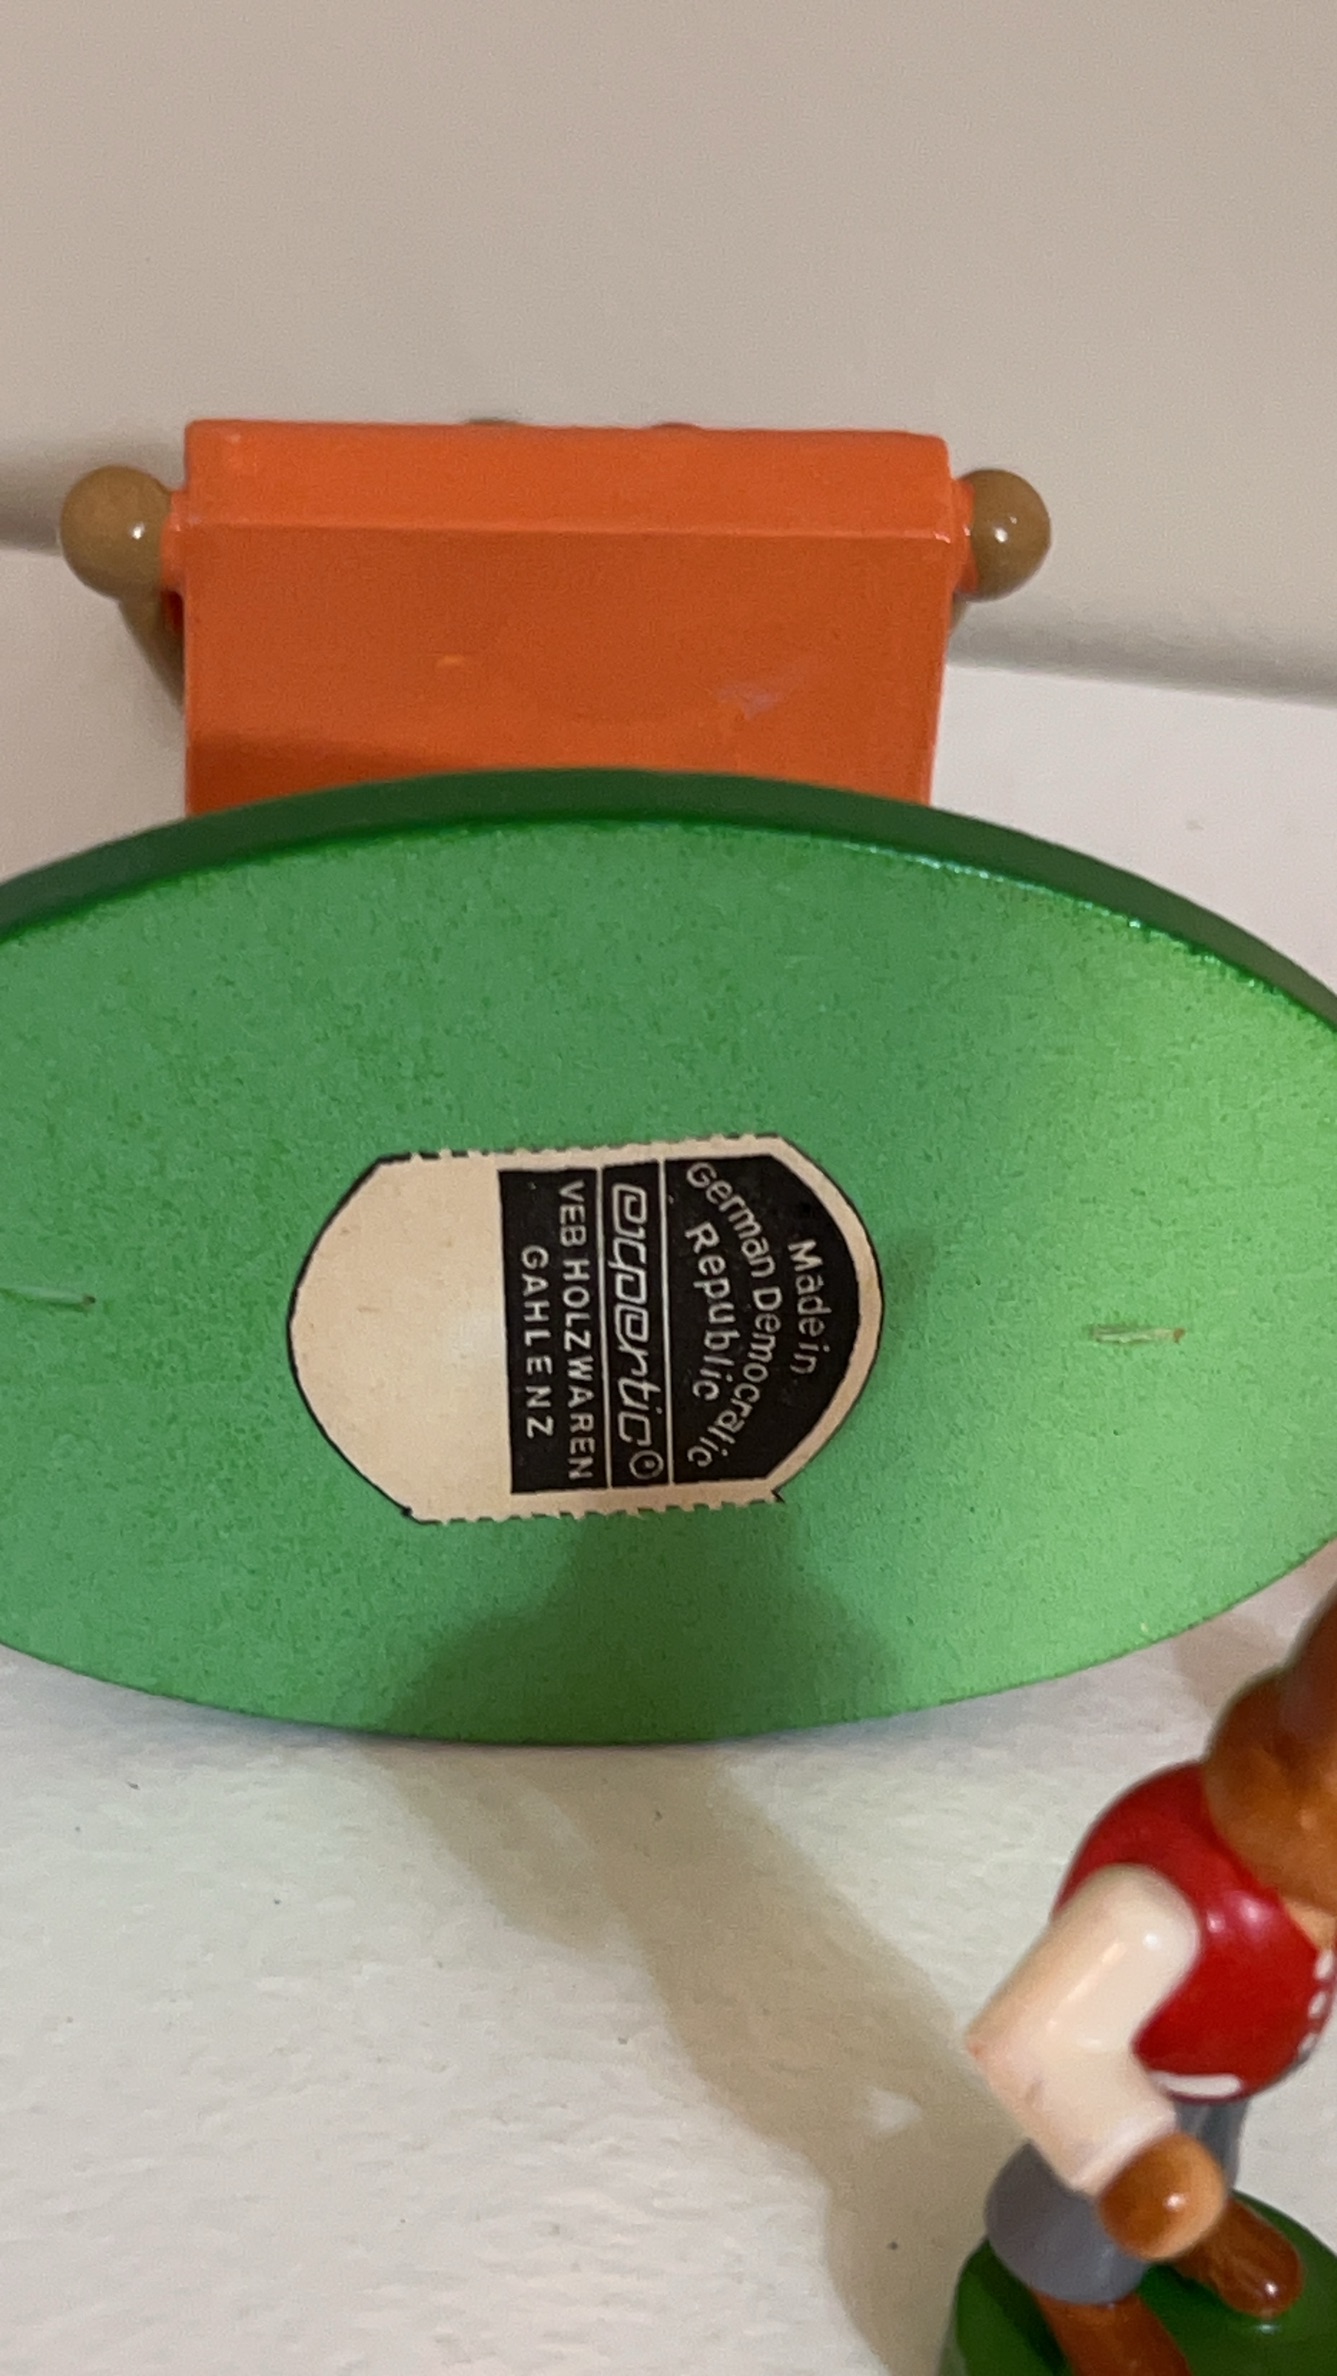 Made in
German Democratic
Republic
expertic®
VEB HOLZWAREN
GAHLENZ